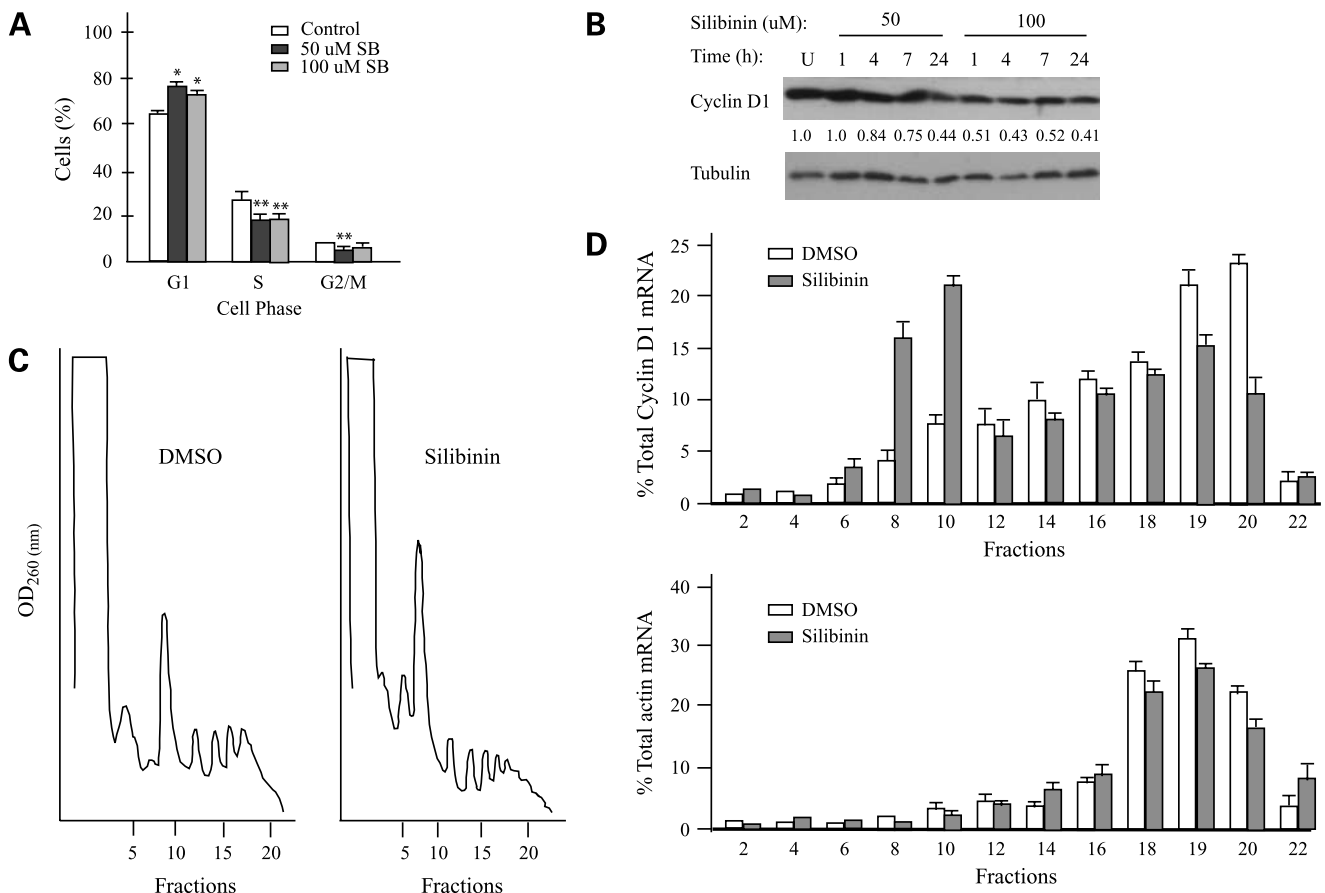 A
100
80
60
40
20
0
Cells (%)
Control
50 uM SB
100 uM SB
* *
** **
**
G1 S G2/M
Cell Phase
B
Silibinin (uM): 50 100
Time (h): U 1 4 7 24 1 4 7 24
Cyclin D1
1.0 1.0 0.84 0.75 0.44 0.51 0.43 0.52 0.41
Tubulin
C
OD260 (nm)
DMSO
Silibinin
5 10 15 20
Fractions
5 10 15 20
Fractions
D
% Total Cyclin D1 mRNA
25
20
15
10
5
0
DMSO
Silibinin
2 4 6 8 10 12 14 16 18 19 20 22
Fractions
% Total actin mRNA
40
30
20
10
0
DMSO
Silibinin
2 4 6 8 10 12 14 16 18 19 20 22
Fractions